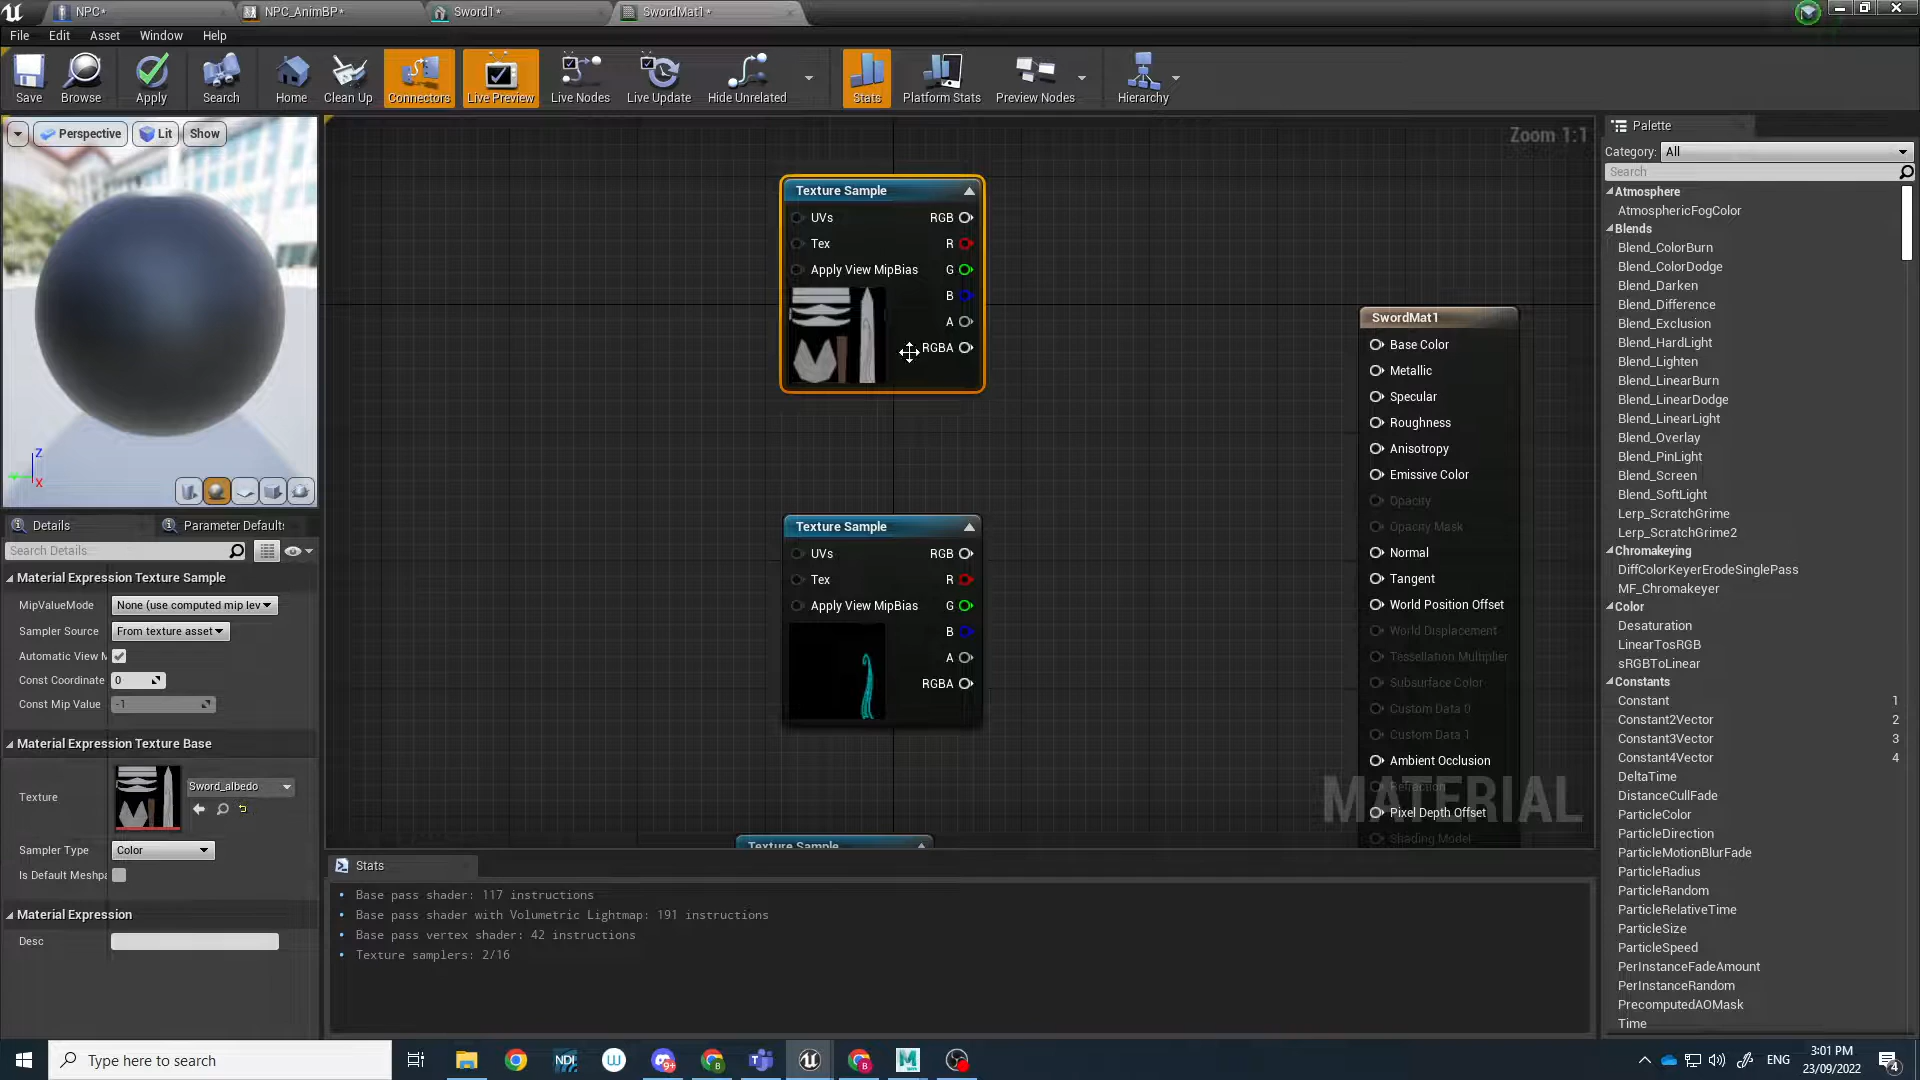 NPC*
NPC_AnimBP*
Sword1*
SwordMat1*
File Edit Asset Window Help
Save Browse Apply Search Home Clean Up Connectors Live Preview Live Nodes Live Update Hide Unrelated Stats Platform Stats Preview Nodes Hierarchy
Perspective Lit Show
Z
X
Details
Parameter Defaults
Search Details
Material Expression Texture Sample
MipValueMode None (use computed mip lev
Sampler Source From texture asset
Automatic View M
Const Coordinate 0
Const Mip Value -1
Material Expression Texture Base
Texture Sword_albedo
Sampler Type Color
Is Default Meshpa
Material Expression
Desc
Zoom 1:1
Texture Sample
UVs RGB
Tex R
Apply View MipBias G
B
A
RGBA
Texture Sample
UVs RGB
Tex R
Apply View MipBias G
B
A
RGBA
Texture Sample
SwordMat1
Base Color
Metallic
Specular
Roughness
Anisotropy
Emissive Color
Opacity
Opacity Mask
Normal
Tangent
World Position Offset
World Displacement
Tessellation Multiplier
Subsurface Color
Custom Data 0
Custom Data 1
Ambient Occlusion
Refraction
Pixel Depth Offset
Shading Model
MATERIAL
Stats
Base pass shader: 117 instructions
Base pass shader with Volumetric Lightmap: 191 instructions
Base pass vertex shader: 42 instructions
Texture samplers: 2/16
Palette
Category: All
Search
Atmosphere
AtmosphericFogColor
Blends
Blend_ColorBurn
Blend_ColorDodge
Blend_Darken
Blend_Difference
Blend_Exclusion
Blend_HardLight
Blend_Lighten
Blend_LinearBurn
Blend_LinearDodge
Blend_LinearLight
Blend_Overlay
Blend_PinLight
Blend_Screen
Blend_SoftLight
Lerp_ScratchGrime
Lerp_ScratchGrime2
Chromakeying
DiffColorKeyerErodeSinglePass
MF_Chromakeyer
Color
Desaturation
LinearTosRGB
sRGBToLinear
Constants
Constant 1
Constant2Vector 2
Constant3Vector 3
Constant4Vector 4
DeltaTime
DistanceCullFade
ParticleColor
ParticleDirection
ParticleMotionBlurFade
ParticleRadius
ParticleRandom
ParticleRelativeTime
ParticleSize
ParticleSpeed
PerInstanceFadeAmount
PerInstanceRandom
PrecomputedAOMask
Time
Type here to search
NDI
9+
ENG
3:01 PM
23/09/2022
4